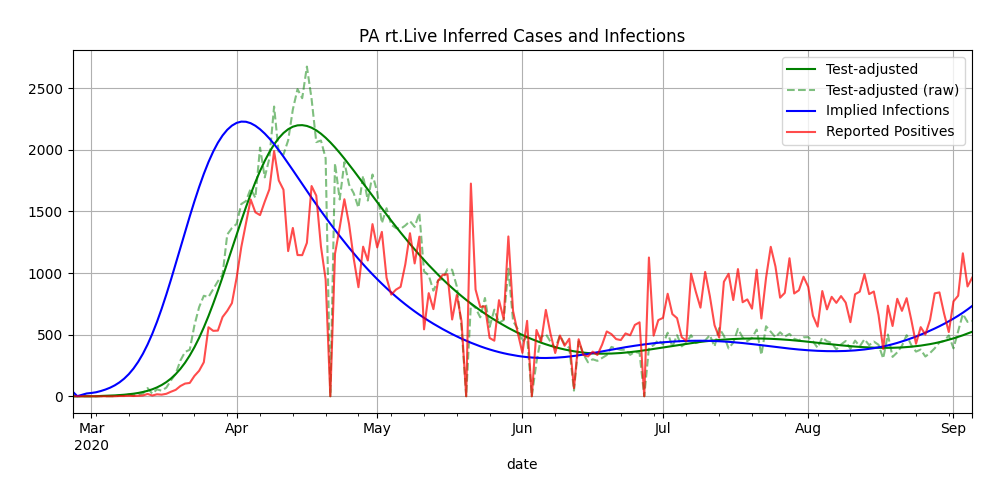 PA rt.Live Inferred Cases and Infections
Test-adjusted
Test-adjusted (raw)
Implied Infections
Reported Positives
2500
2000
1500
1000
500
0
Mar Apr May Jun Jul Aug Sep
2020
date